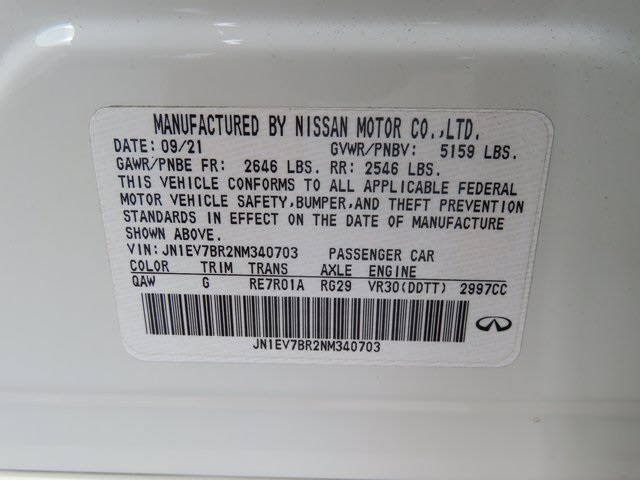 MANUFACTURED BY NISSAN MOTOR CO.,LTD.
DATE: 09/21 GVWR/PNBV: 5159 LBS.
GAWR/PNBE FR: 2646 LBS. RR: 2546 LBS.
THIS VEHICLE CONFORMS TO ALL APPLICABLE FEDERAL
MOTOR VEHICLE SAFETY, BUMPER, AND THEFT PREVENTION
STANDARDS IN EFFECT ON THE DATE OF MANUFACTURE
SHOWN ABOVE.
VIN: JN1EV7BR2NM340703 PASSENGER CAR
COLOR TRIM TRANS AXLE ENGINE
QAW G RE7R01A RG29 VR30(DDTT) 2997CC
JN1EV7BR2NM340703